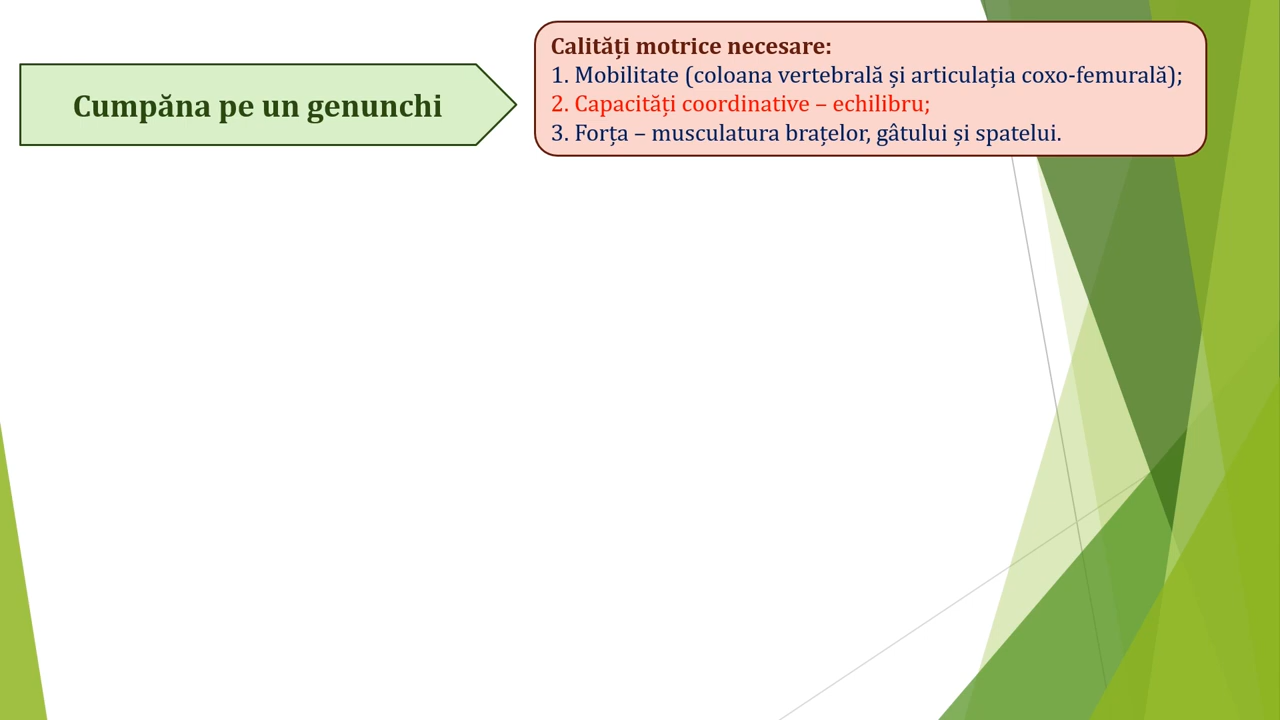 Cumpăna pe un genunchi
Calități motrice necesare:
1. Mobilitate (coloana vertebrală și articulația coxo-femurală);
2. Capacități coordinative – echilibru;
3. Forța – musculatura brațelor, gâtului și spatelui.